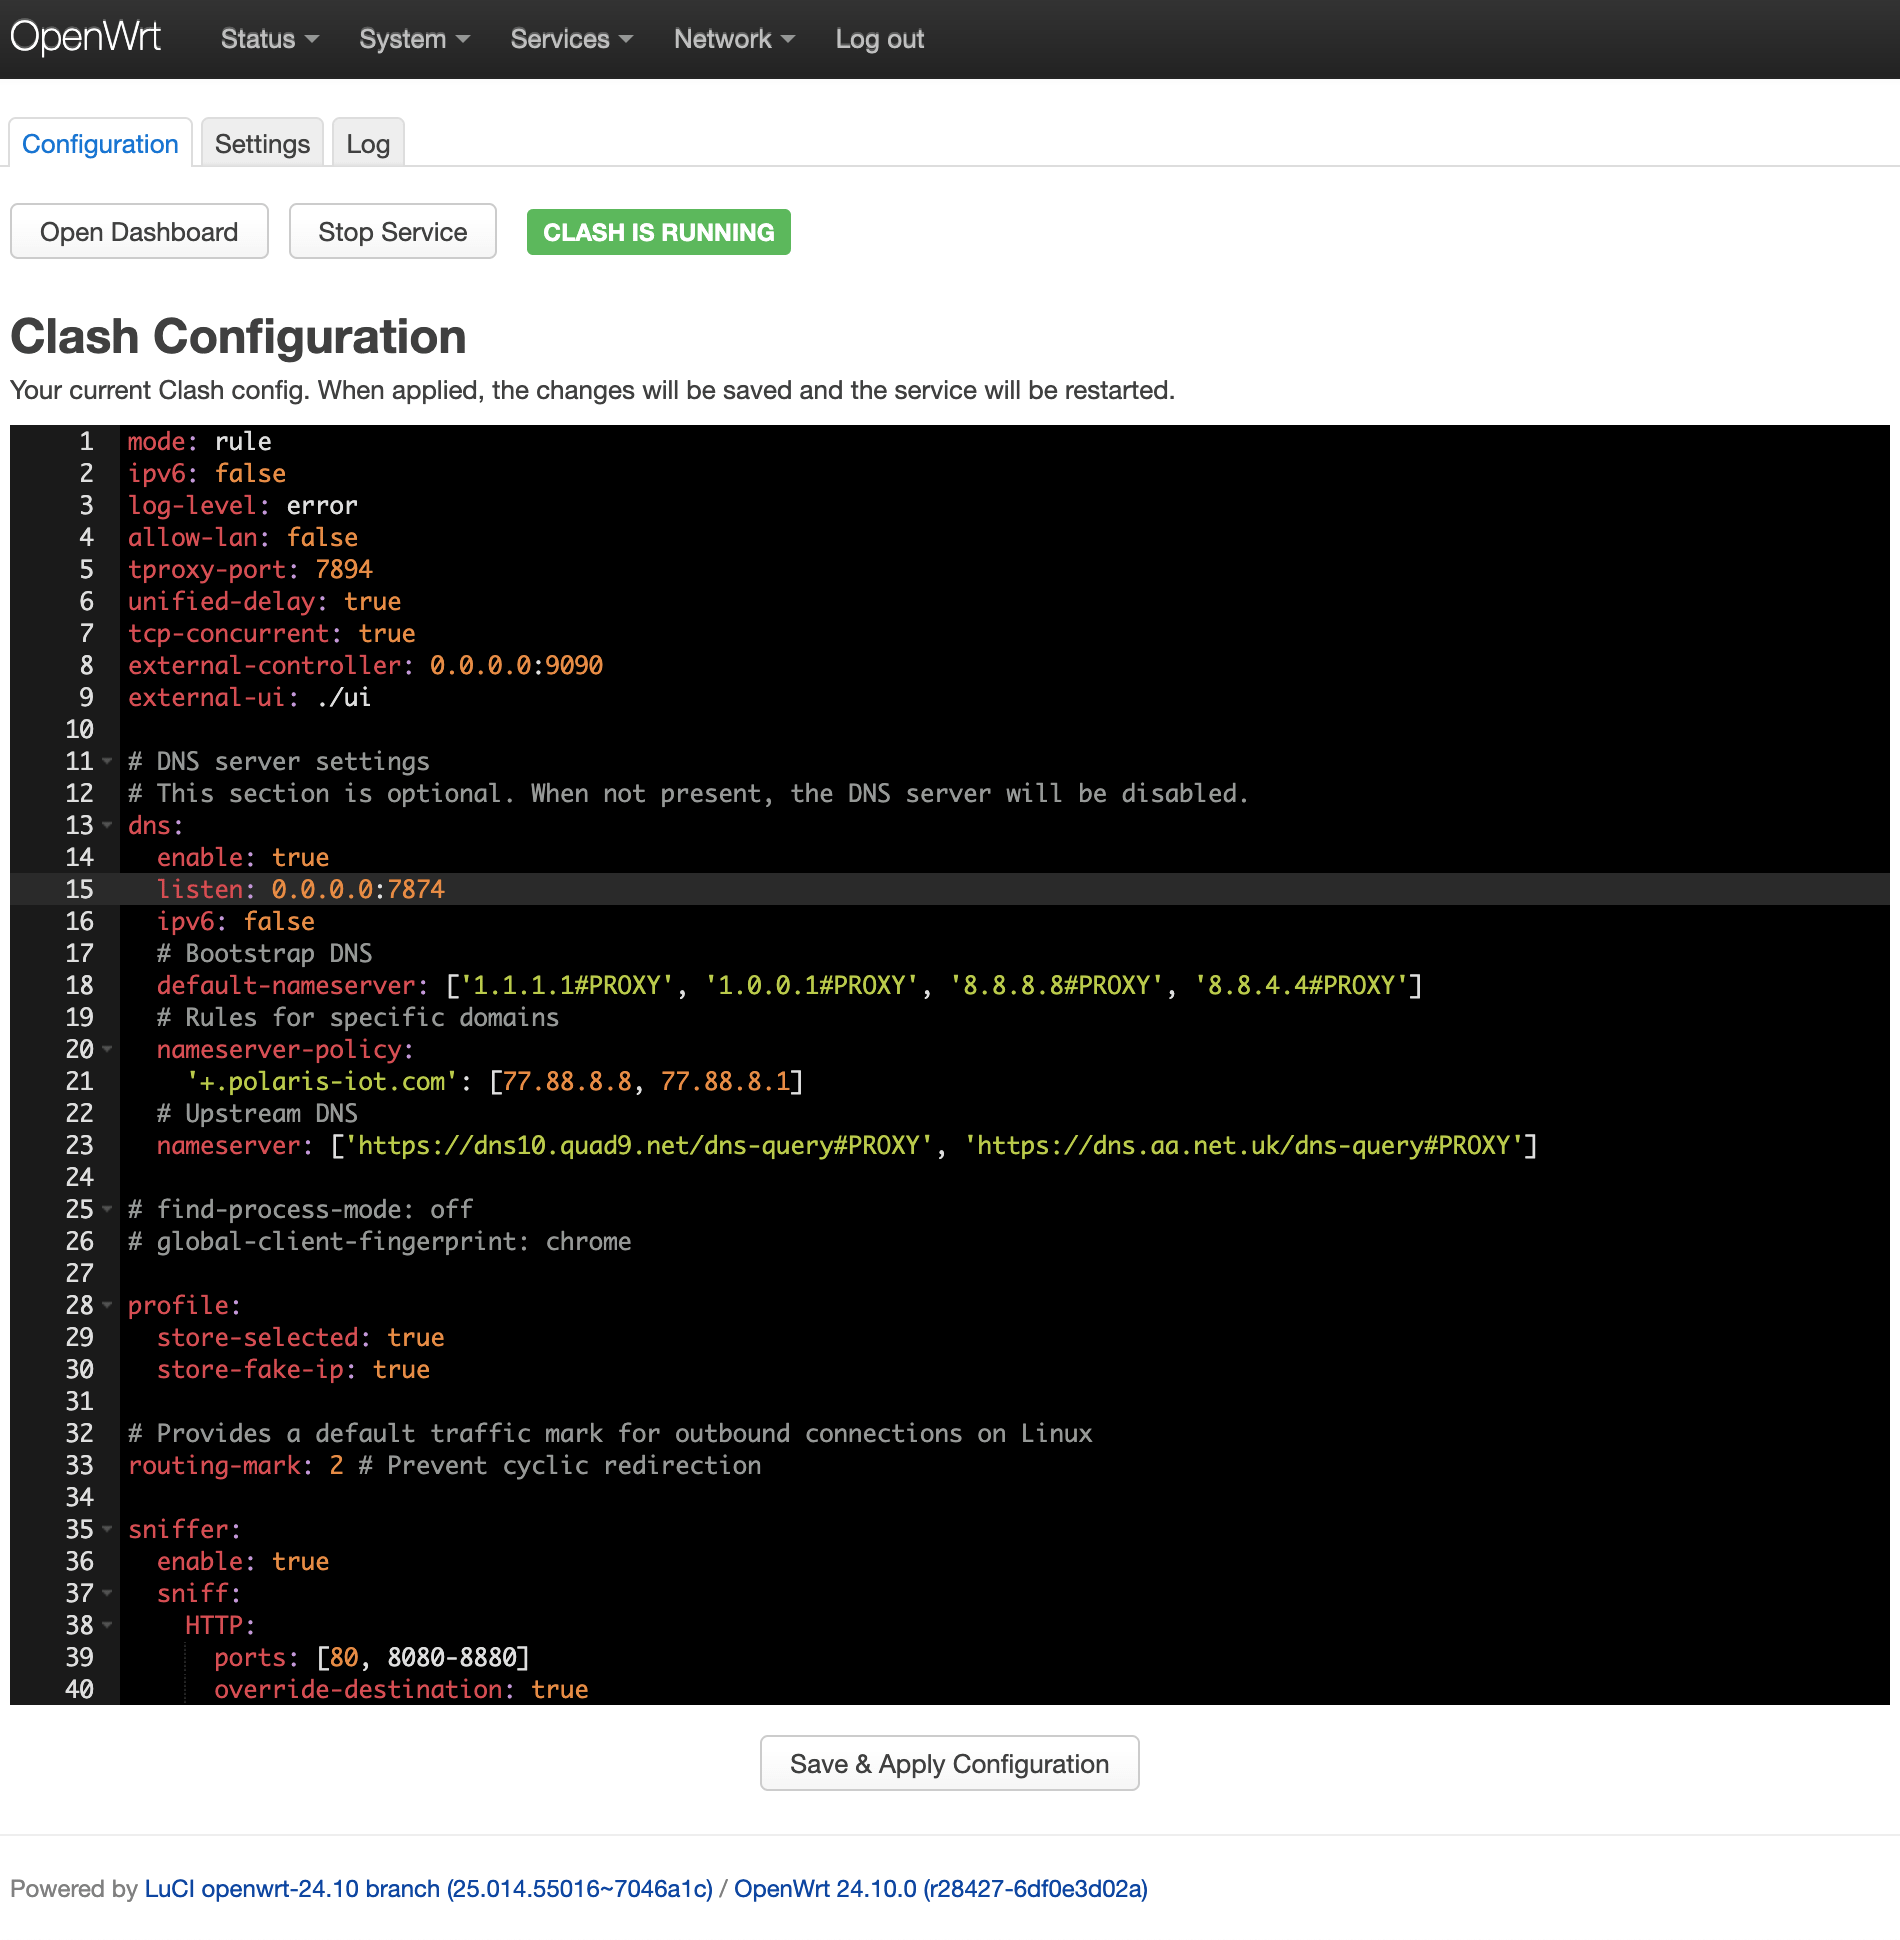 OpenWrt Status System Services Network Log out
Configuration Settings Log
Open Dashboard Stop Service CLASH IS RUNNING
Clash Configuration
Your current Clash config. When applied, the changes will be saved and the service will be restarted.
1 mode: rule
2 ipv6: false
3 log-level: error
4 allow-lan: false
5 tproxy-port: 7894
6 unified-delay: true
7 tcp-concurrent: true
8 external-controller: 0.0.0.0:9090
9 external-ui: ./ui
10
11 # DNS server settings
12 # This section is optional. When not present, the DNS server will be disabled.
13 dns:
14   enable: true
15   listen: 0.0.0.0:7874
16   ipv6: false
17   # Bootstrap DNS
18   default-nameserver: ['1.1.1.1#PROXY', '1.0.0.1#PROXY', '8.8.8.8#PROXY', '8.8.4.4#PROXY']
19   # Rules for specific domains
20   nameserver-policy:
21     '+.polaris-iot.com': [77.88.8.8, 77.88.8.1]
22   # Upstream DNS
23   nameserver: ['https://dns10.quad9.net/dns-query#PROXY', 'https://dns.aa.net.uk/dns-query#PROXY']
24
25 # find-process-mode: off
26 # global-client-fingerprint: chrome
27
28 profile:
29   store-selected: true
30   store-fake-ip: true
31
32 # Provides a default traffic mark for outbound connections on Linux
33 routing-mark: 2 # Prevent cyclic redirection
34
35 sniffer:
36   enable: true
37   sniff:
38     HTTP:
39       ports: [80, 8080-8880]
40       override-destination: true
Save & Apply Configuration
Powered by LuCI openwrt-24.10 branch (25.014.55016~7046a1c) / OpenWrt 24.10.0 (r28427-6df0e3d02a)